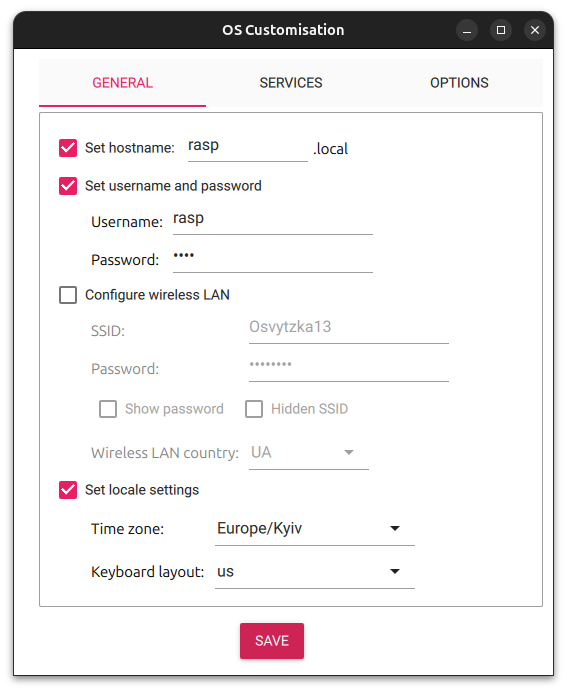 OS Customisation
GENERAL SERVICES OPTIONS
Set hostname: rasp .local
Set username and password
Username: rasp
Password: ••••
Configure wireless LAN
SSID: Osvytzka13
Password: ••••••••
Show password Hidden SSID
Wireless LAN country: UA
Set locale settings
Time zone: Europe/Kyiv
Keyboard layout: us
SAVE